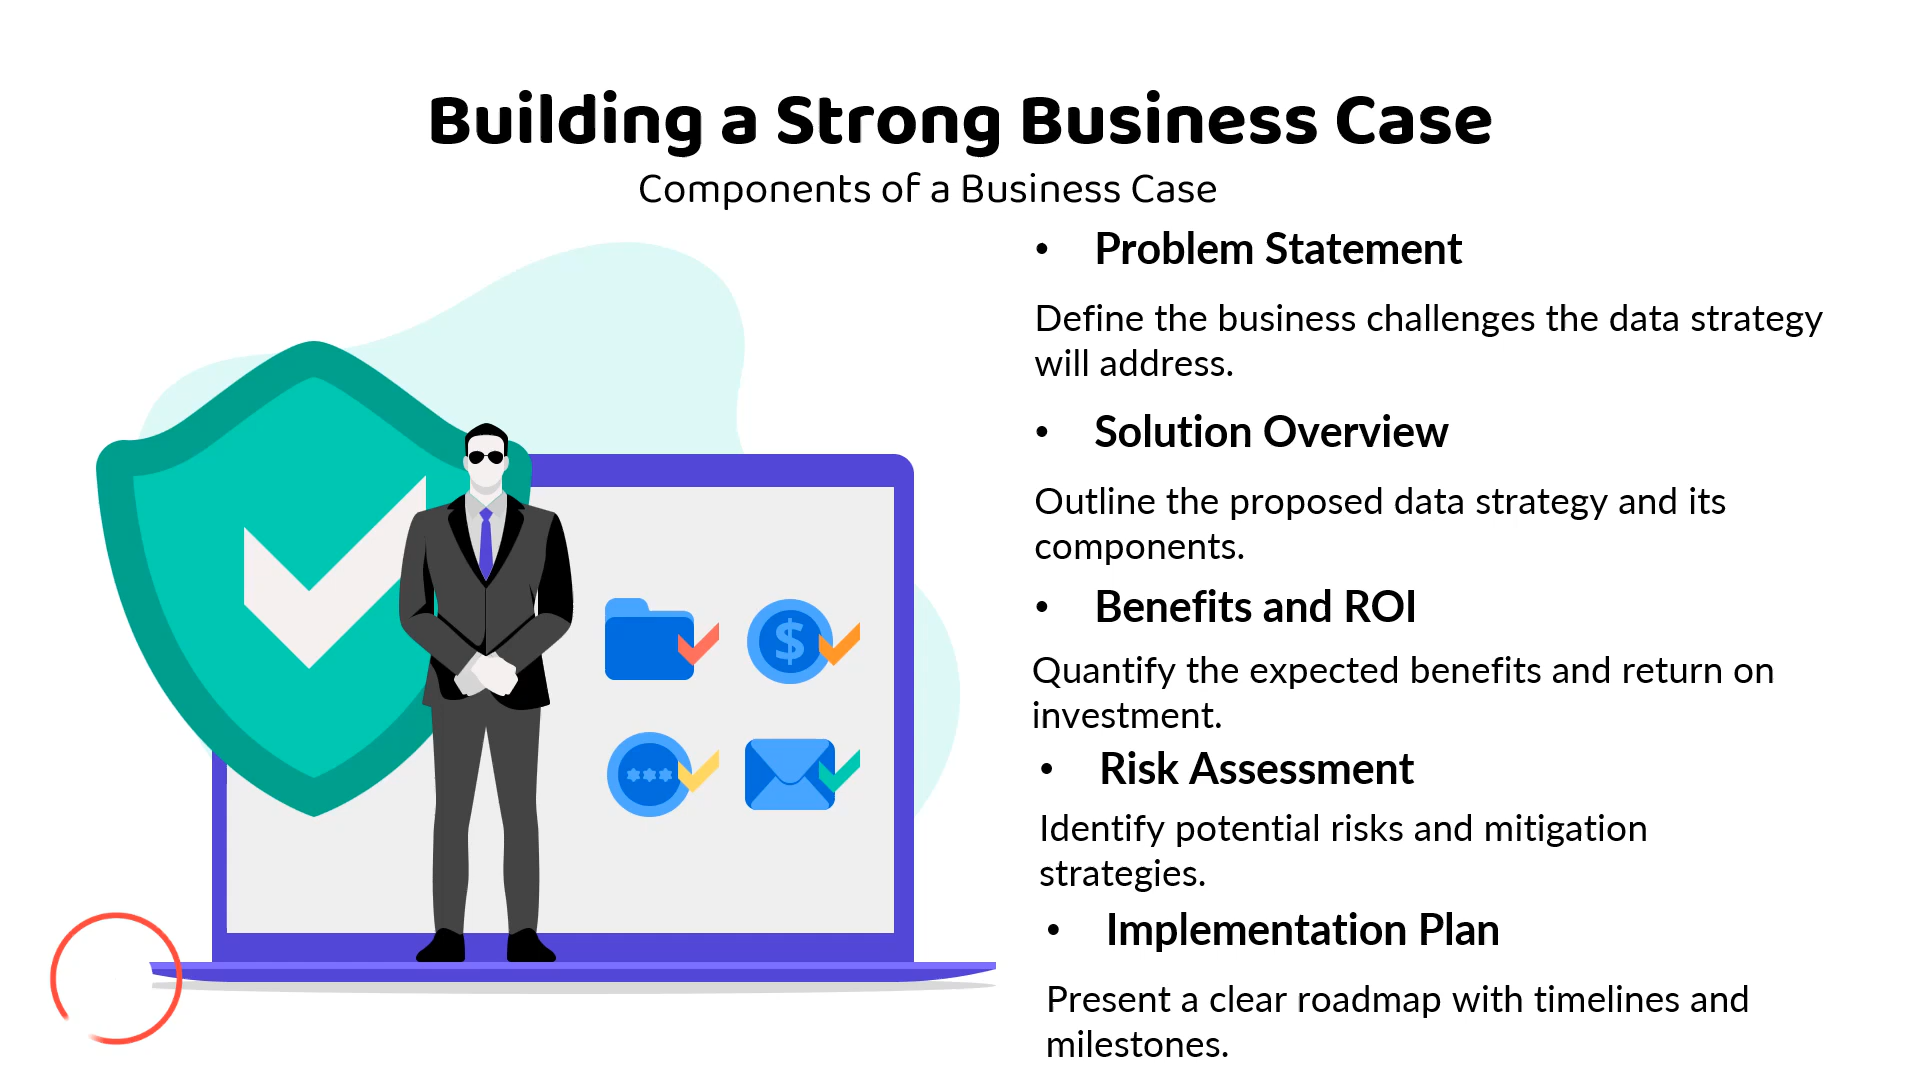 Building a Strong Business Case
Components of a Business Case
• Problem Statement
Define the business challenges the data strategy
will address.
• Solution Overview
Outline the proposed data strategy and its
components.
• Benefits and ROI
Quantify the expected benefits and return on
investment.
• Risk Assessment
Identify potential risks and mitigation
strategies.
• Implementation Plan
Present a clear roadmap with timelines and
milestones.
$
***